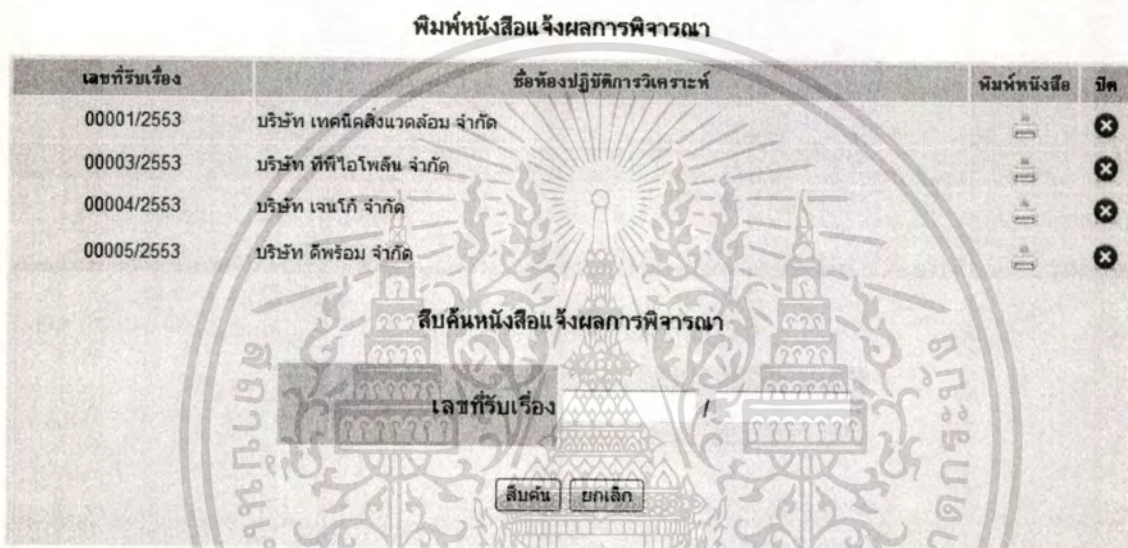 พิมพ์หนังสือแจ้งผลการพิจารณา
เลขที่รับเรื่อง ชื่อห้องปฏิบัติการวิเคราะห์ พิมพ์หนังสือ ปิด
00001/2553 บริษัท เทคนิคสิ่งแวดล้อม จำกัด
00003/2553 บริษัท ทีพีไอโพลีน จำกัด
00004/2553 บริษัท เจนโก้ จำกัด
00005/2553 บริษัท ดีพร้อม จำกัด
สืบค้นหนังสือแจ้งผลการพิจารณา
เลขที่รับเรื่อง /
สืบค้น ยกเลิก